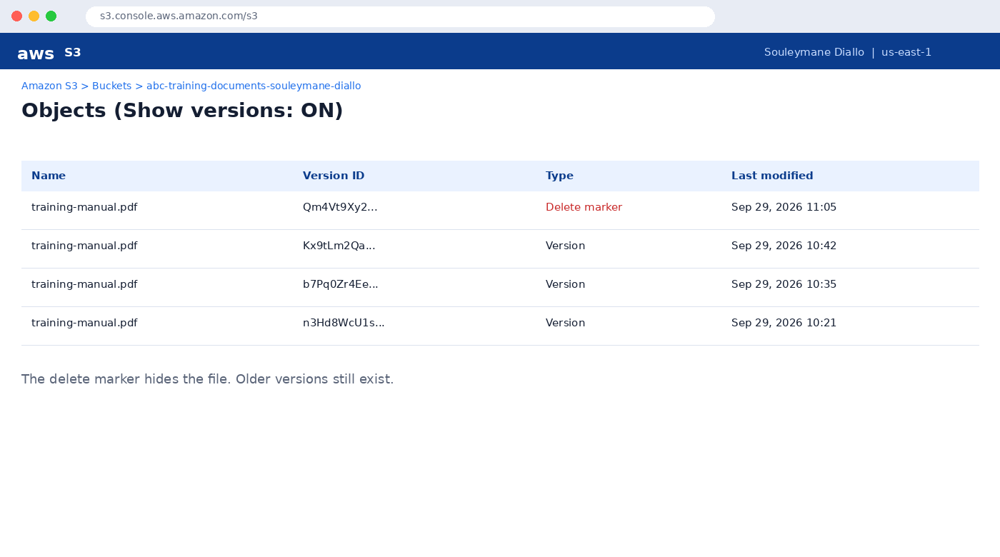 s3.console.aws.amazon.com/s3
aws S3 Souleymane Diallo | us-east-1
Amazon S3 > Buckets > abc-training-documents-souleymane-diallo
Objects (Show versions: ON)
Name Version ID Type Last modified
training-manual.pdf Qm4Vt9Xy2... Delete marker Sep 29, 2026 11:05
training-manual.pdf Kx9tLm2Qa... Version Sep 29, 2026 10:42
training-manual.pdf b7Pq0Zr4Ee... Version Sep 29, 2026 10:35
training-manual.pdf n3Hd8WcU1s... Version Sep 29, 2026 10:21
The delete marker hides the file. Older versions still exist.